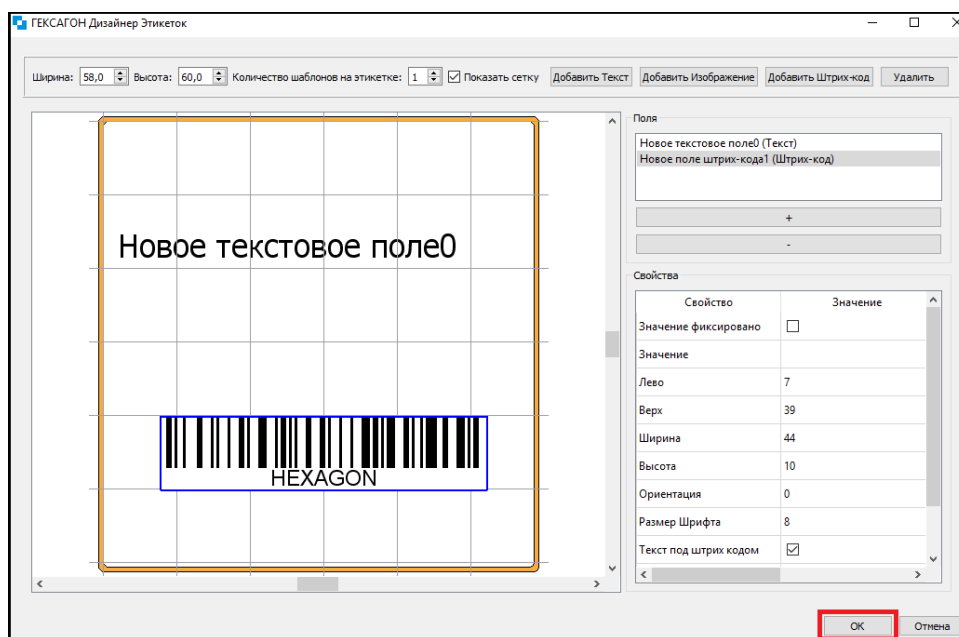 ГЕКСАГОН Дизайнер Этикеток
Ширина: 58,0 Высота: 60,0 Количество шаблонов на этикетке: 1 Показать сетку Добавить Текст Добавить Изображение Добавить Штрих-код Удалить
Новое текстовое поле0
HEXAGON
Поля
Новое текстовое поле0 (Текст)
Новое поле штрих-кода1 (Штрих-код)
+
-
Свойства
Свойство Значение
Значение фиксировано
Значение
Лево 7
Верх 39
Ширина 44
Высота 10
Ориентация 0
Размер Шрифта 8
Текст под штрих кодом
OK Отмена